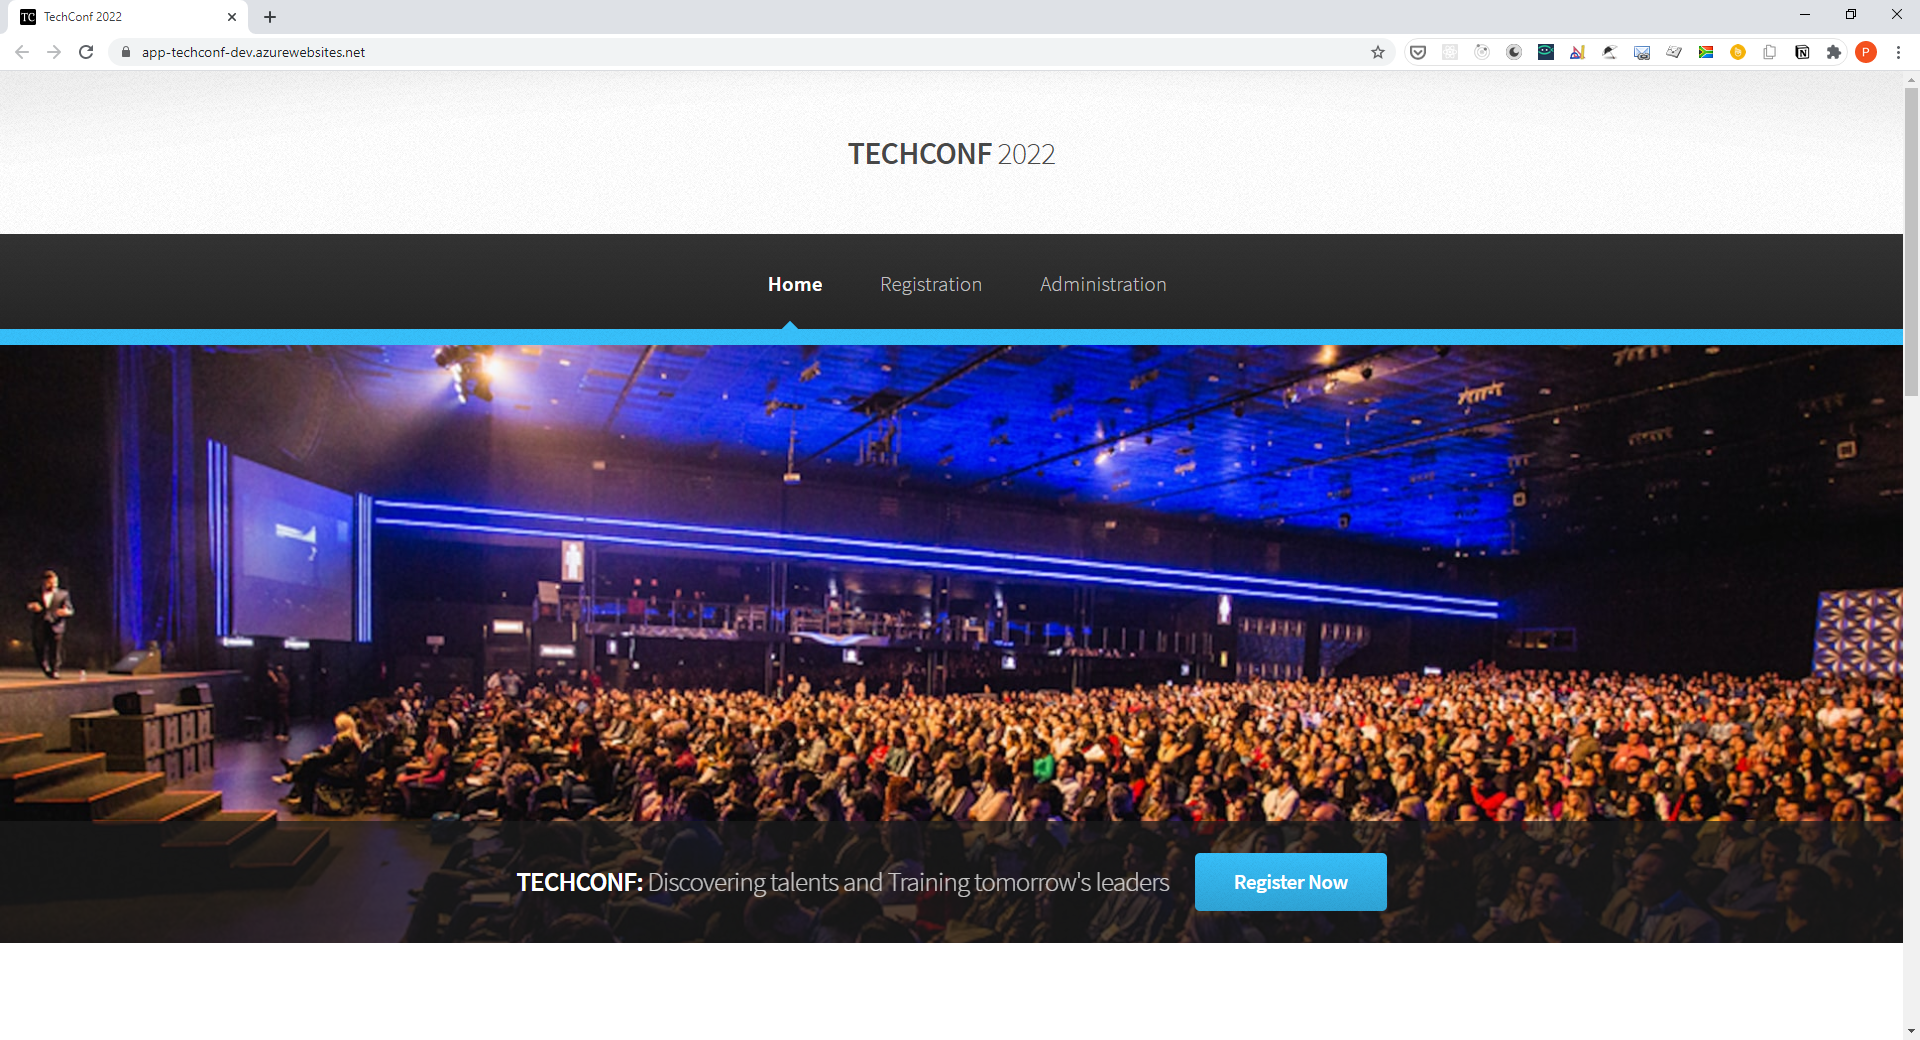 TC TechConf 2022
app-techconf-dev.azurewebsites.net
P
TECHCONF 2022
Home Registration Administration
TECHCONF: Discovering talents and Training tomorrow's leaders
Register Now